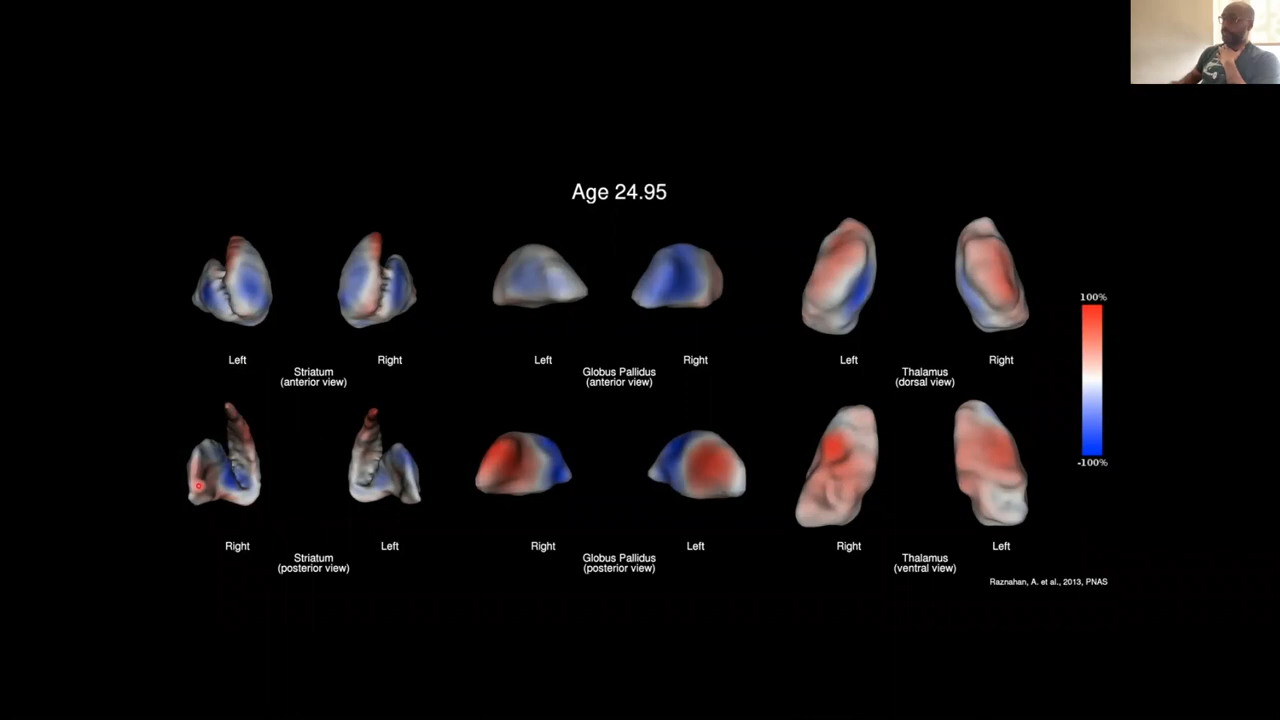 Age 24.95
Left
Right
Striatum
(anterior view)
Left
Right
Globus Pallidus
(anterior view)
Left
Right
Thalamus
(dorsal view)
100%
-100%
Right
Left
Striatum
(posterior view)
Right
Left
Globus Pallidus
(posterior view)
Right
Left
Thalamus
(ventral view)
Raznahan, A. et al., 2013, PNAS